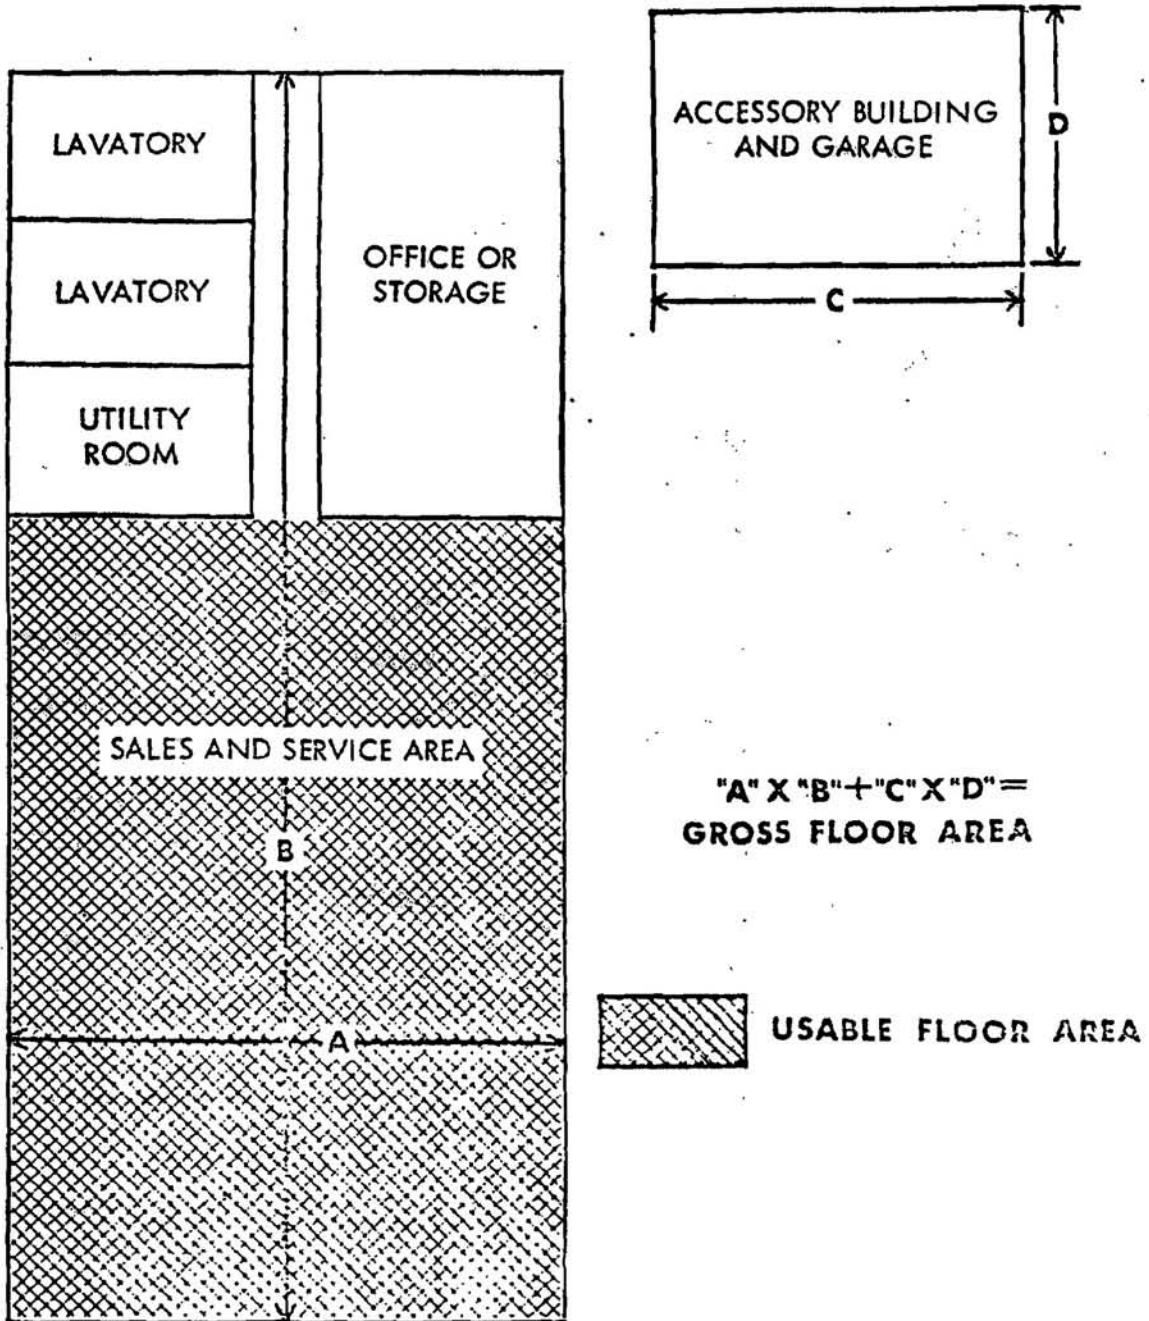 LAVATORY
LAVATORY
UTILITY
ROOM
OFFICE OR
STORAGE
SALES AND SERVICE AREA
B
A
ACCESSORY BUILDING
AND GARAGE
D
C
"A" X "B" + "C" X "D" =
GROSS FLOOR AREA
USABLE FLOOR AREA